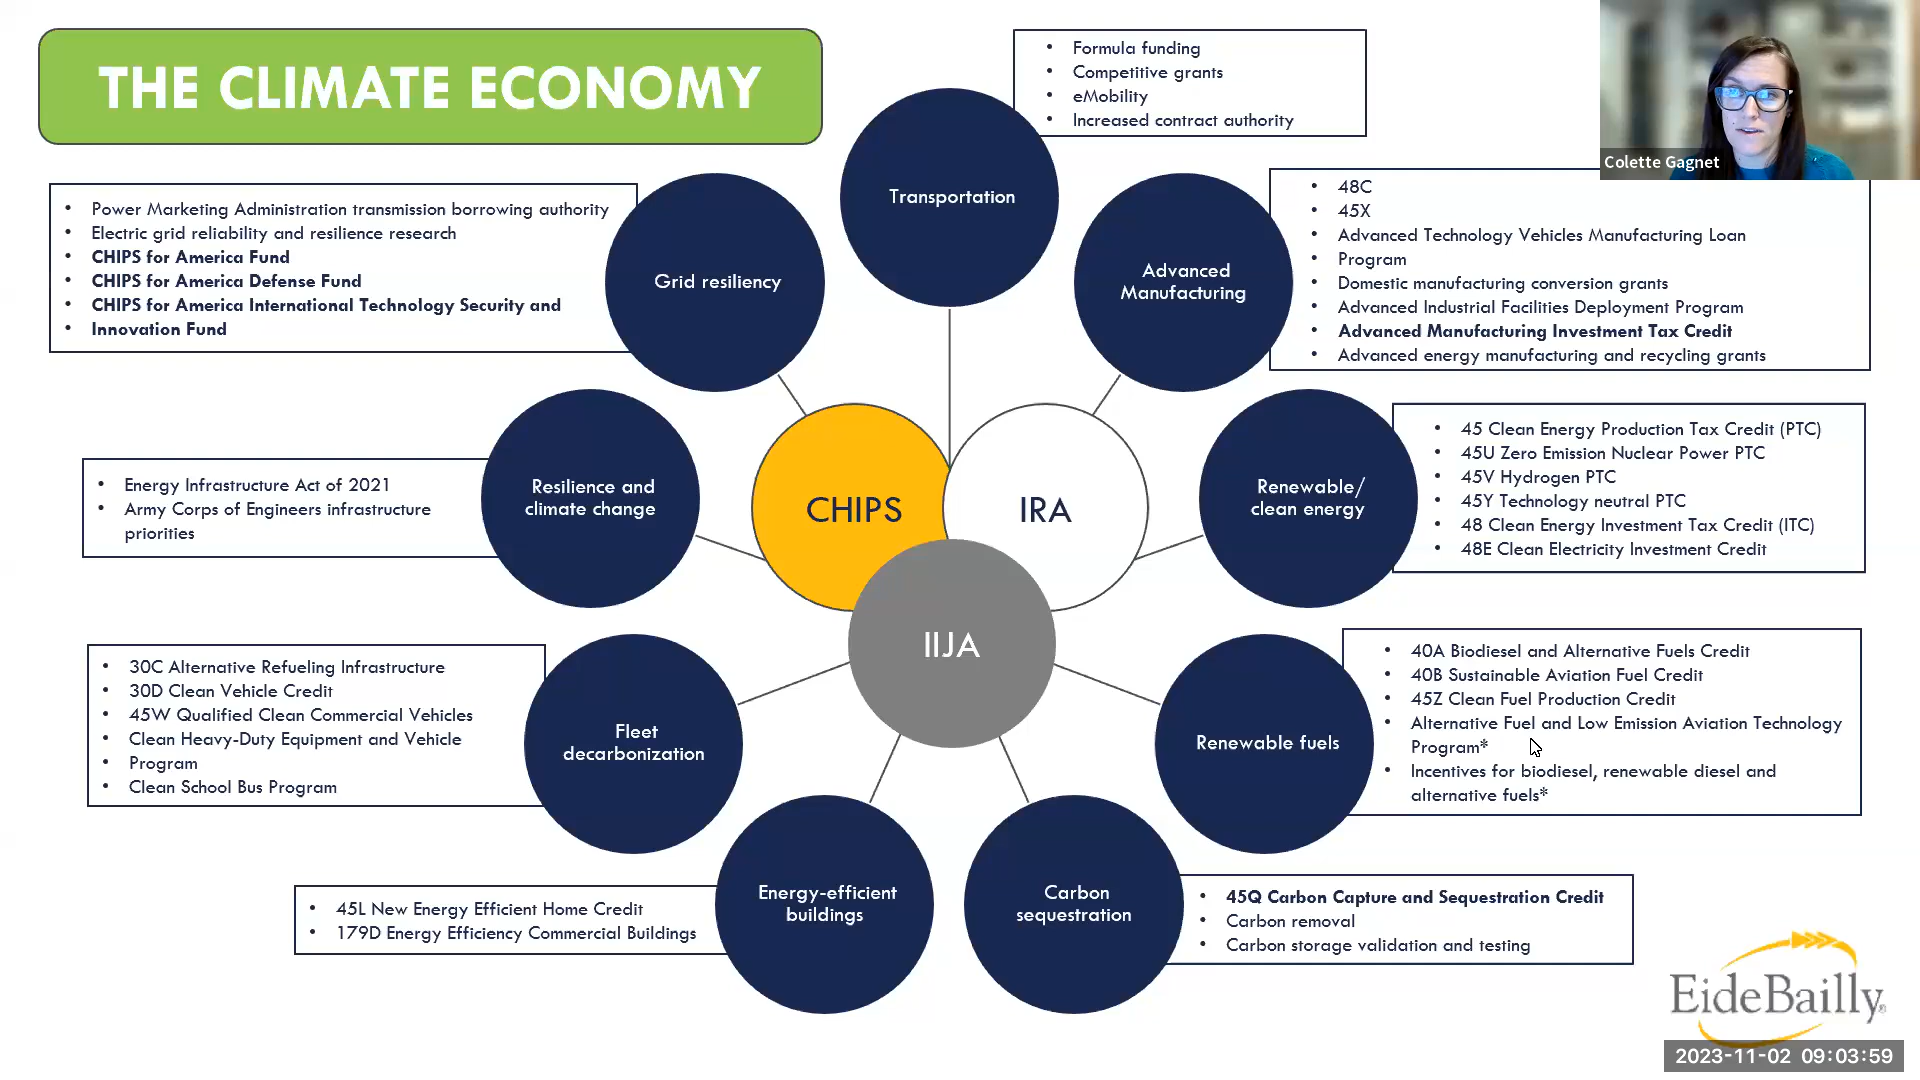 THE CLIMATE ECONOMY
Colette Gagnet
Transportation
• Formula funding
• Competitive grants
• eMobility
• Increased contract authority
Grid resiliency
• Power Marketing Administration transmission borrowing authority
• Electric grid reliability and resilience research
• CHIPS for America Fund
• CHIPS for America Defense Fund
• CHIPS for America International Technology Security and
• Innovation Fund
Advanced
Manufacturing
• 48C
• 45X
• Advanced Technology Vehicles Manufacturing Loan
• Program
• Domestic manufacturing conversion grants
• Advanced Industrial Facilities Deployment Program
• Advanced Manufacturing Investment Tax Credit
• Advanced energy manufacturing and recycling grants
Resilience and
climate change
• Energy Infrastructure Act of 2021
• Army Corps of Engineers infrastructure
priorities
CHIPS
IRA
IIJA
Renewable/
clean energy
• 45 Clean Energy Production Tax Credit (PTC)
• 45U Zero Emission Nuclear Power PTC
• 45V Hydrogen PTC
• 45Y Technology neutral PTC
• 48 Clean Energy Investment Tax Credit (ITC)
• 48E Clean Electricity Investment Credit
Fleet
decarbonization
• 30C Alternative Refueling Infrastructure
• 30D Clean Vehicle Credit
• 45W Qualified Clean Commercial Vehicles
• Clean Heavy-Duty Equipment and Vehicle
• Program
• Clean School Bus Program
Renewable fuels
• 40A Biodiesel and Alternative Fuels Credit
• 40B Sustainable Aviation Fuel Credit
• 45Z Clean Fuel Production Credit
• Alternative Fuel and Low Emission Aviation Technology
Program*
• Incentives for biodiesel, renewable diesel and
alternative fuels*
Energy-efficient
buildings
• 45L New Energy Efficient Home Credit
• 179D Energy Efficiency Commercial Buildings
Carbon
sequestration
• 45Q Carbon Capture and Sequestration Credit
• Carbon removal
• Carbon storage validation and testing
EideBailly®
2023-11-02 09:03:59